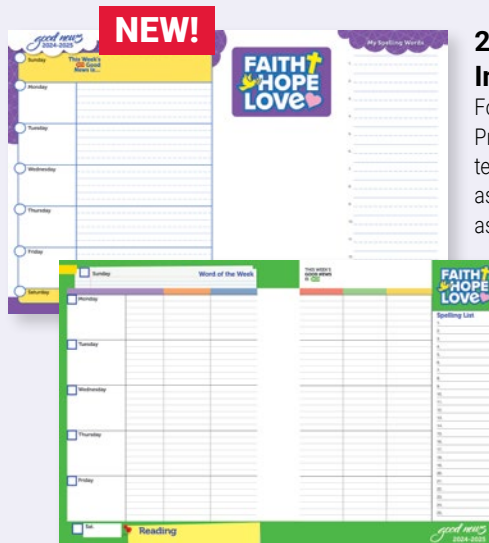 NEW!
good news
2024-2025
Sunday
This Week's
Good
News is...
Monday
Tuesday
Wednesday
Thursday
Friday
Saturday
FAITH
HOPE
LOVE
My Spelling Words
2
In
Fo
Pr
te
as
as
Sunday
Word of the Week
THIS WEEK'S
GOOD NEWS
is
Monday
Tuesday
Wednesday
Thursday
Friday
Sat.
Reading
FAITH
HOPE
LOVE
Spelling List
good news
2024-2025